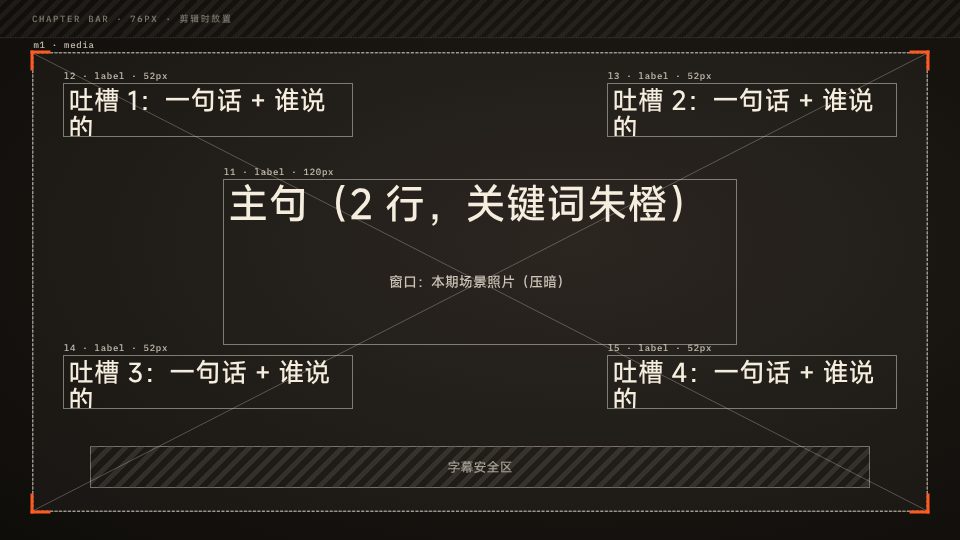 CHAPTER BAR · 76PX · 剪辑时放置
m1 · media
l2 · label · 52px
吐槽 1：一句话 + 谁说
的
l3 · label · 52px
吐槽 2：一句话 + 谁说
的
l1 · label · 120px
主句（2 行，关键词朱橙）
窗口：本期场景照片（压暗）
l4 · label · 52px
吐槽 3：一句话 + 谁说
的
l5 · label · 52px
吐槽 4：一句话 + 谁说
的
字幕安全区